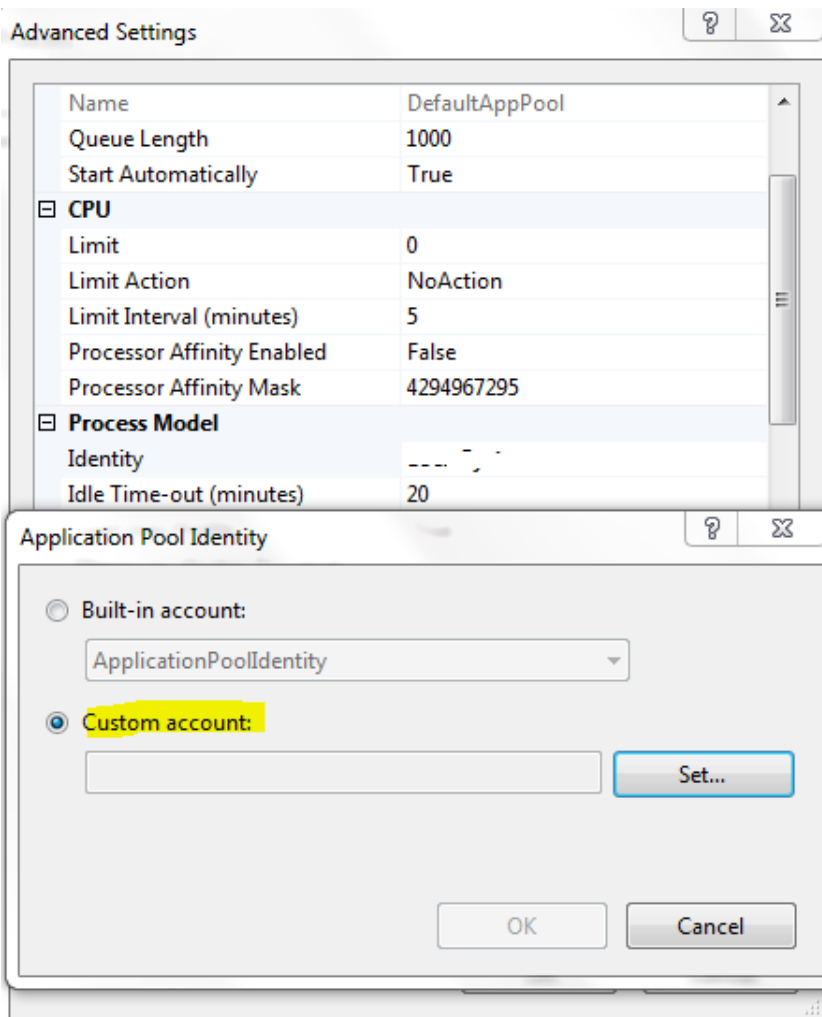 Advanced Settings
Name DefaultAppPool
Queue Length 1000
Start Automatically True
CPU
Limit 0
Limit Action NoAction
Limit Interval (minutes) 5
Processor Affinity Enabled False
Processor Affinity Mask 4294967295
Process Model
Identity
Idle Time-out (minutes) 20
Application Pool Identity
Built-in account:
ApplicationPoolIdentity
Custom account:
Set...
OK Cancel